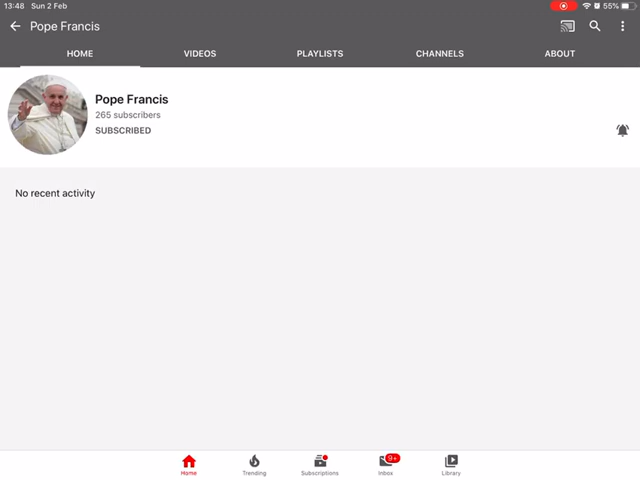 13:48 Sun 2 Feb 55%
Pope Francis
HOME VIDEOS PLAYLISTS CHANNELS ABOUT
Pope Francis
265 subscribers
SUBSCRIBED
No recent activity
9+
Home Trending Subscriptions Inbox Library